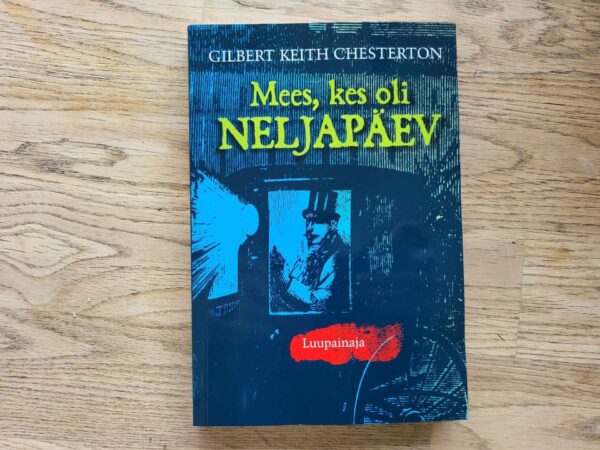 GILBERT KEITH CHESTERTON
Mees, kes oli
NELJAPÄEV
Luupainaja